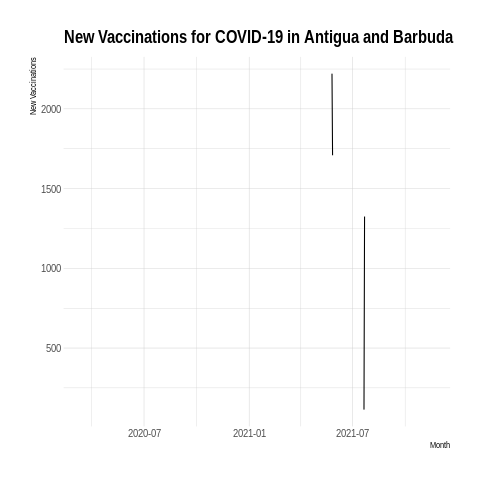 New Vaccinations for COVID-19 in Antigua and Barbuda
New Vaccinations
2000
1500
1000
500
2020-07
2021-01
2021-07
Month